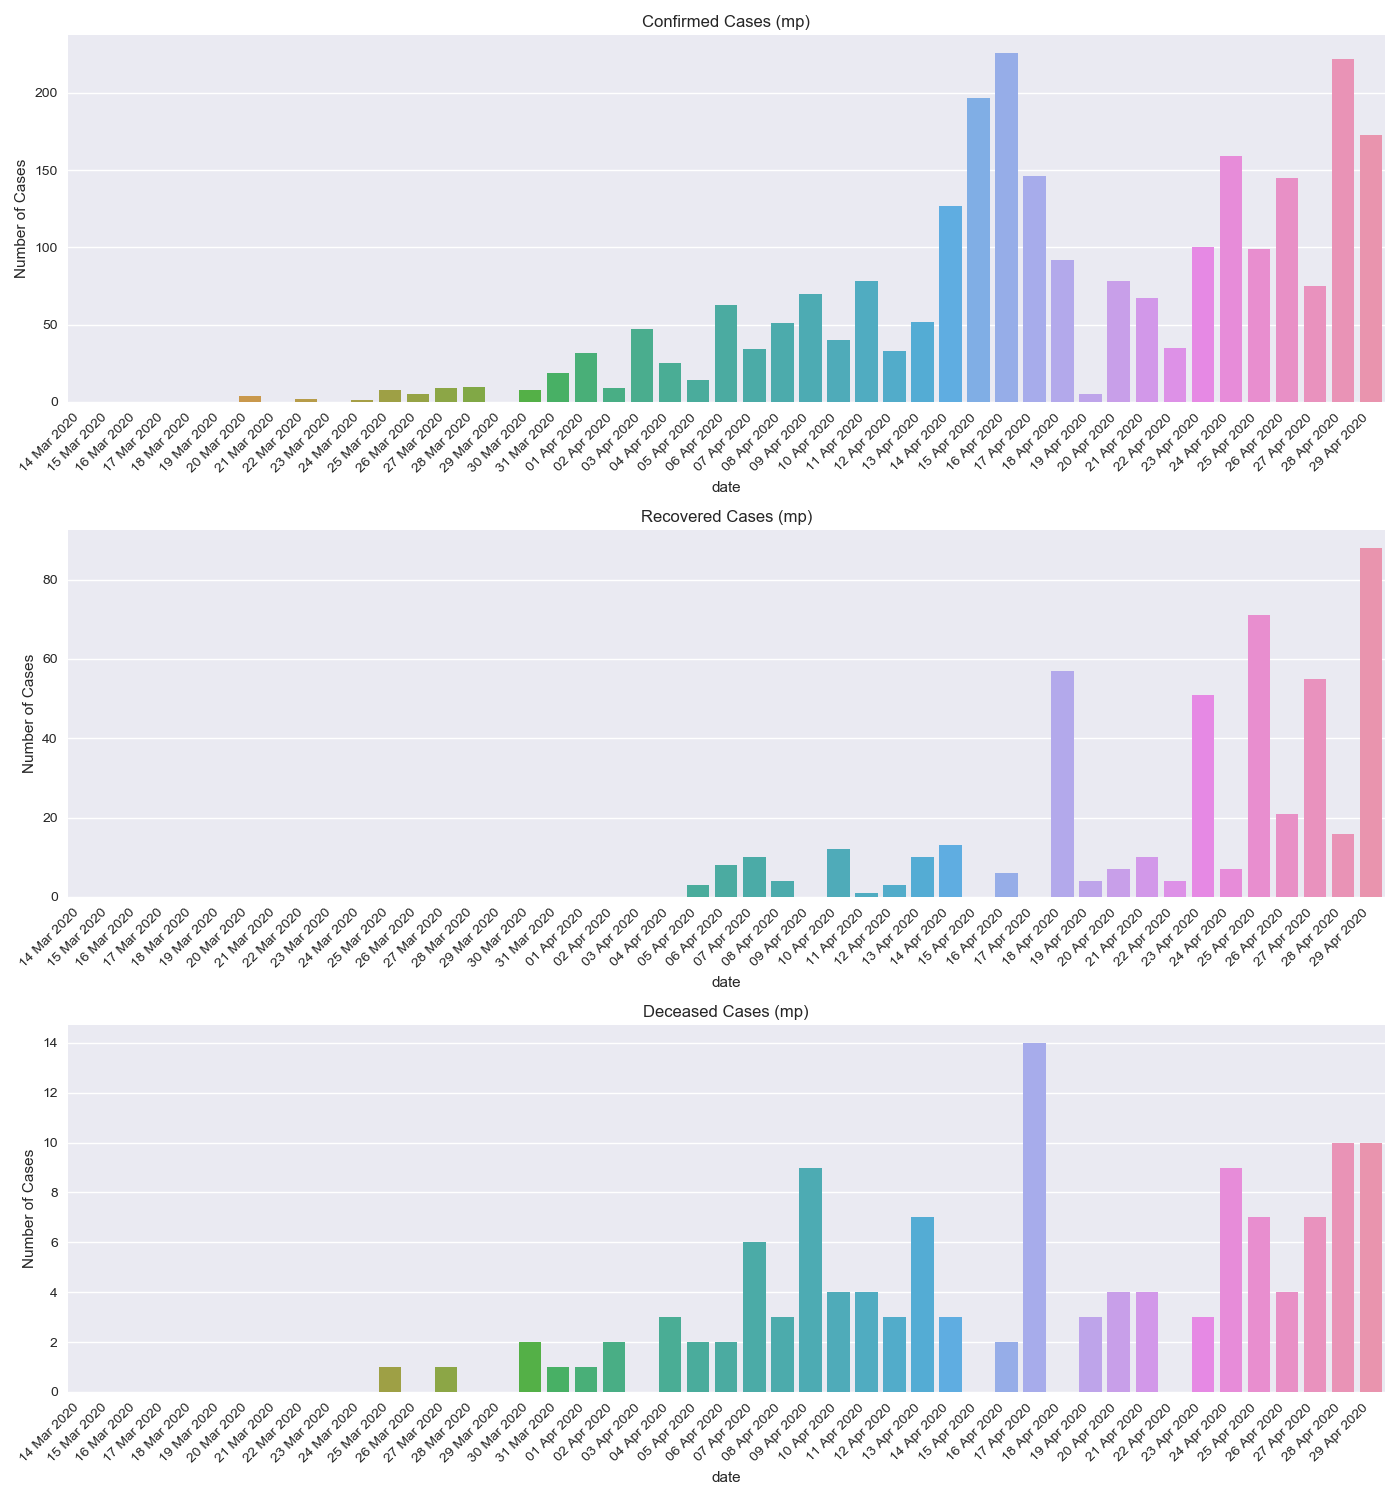 Confirmed Cases (mp)
Number of Cases
200
150
100
50
0
14 Mar 2020
15 Mar 2020
16 Mar 2020
17 Mar 2020
18 Mar 2020
19 Mar 2020
20 Mar 2020
21 Mar 2020
22 Mar 2020
23 Mar 2020
24 Mar 2020
25 Mar 2020
26 Mar 2020
27 Mar 2020
28 Mar 2020
29 Mar 2020
30 Mar 2020
31 Mar 2020
01 Apr 2020
02 Apr 2020
03 Apr 2020
04 Apr 2020
05 Apr 2020
06 Apr 2020
07 Apr 2020
08 Apr 2020
09 Apr 2020
10 Apr 2020
11 Apr 2020
12 Apr 2020
13 Apr 2020
14 Apr 2020
15 Apr 2020
16 Apr 2020
17 Apr 2020
18 Apr 2020
19 Apr 2020
20 Apr 2020
21 Apr 2020
22 Apr 2020
23 Apr 2020
24 Apr 2020
25 Apr 2020
26 Apr 2020
27 Apr 2020
28 Apr 2020
29 Apr 2020
date
Recovered Cases (mp)
Number of Cases
80
60
40
20
0
14 Mar 2020
15 Mar 2020
16 Mar 2020
17 Mar 2020
18 Mar 2020
19 Mar 2020
20 Mar 2020
21 Mar 2020
22 Mar 2020
23 Mar 2020
24 Mar 2020
25 Mar 2020
26 Mar 2020
27 Mar 2020
28 Mar 2020
29 Mar 2020
30 Mar 2020
31 Mar 2020
01 Apr 2020
02 Apr 2020
03 Apr 2020
04 Apr 2020
05 Apr 2020
06 Apr 2020
07 Apr 2020
08 Apr 2020
09 Apr 2020
10 Apr 2020
11 Apr 2020
12 Apr 2020
13 Apr 2020
14 Apr 2020
15 Apr 2020
16 Apr 2020
17 Apr 2020
18 Apr 2020
19 Apr 2020
20 Apr 2020
21 Apr 2020
22 Apr 2020
23 Apr 2020
24 Apr 2020
25 Apr 2020
26 Apr 2020
27 Apr 2020
28 Apr 2020
29 Apr 2020
date
Deceased Cases (mp)
Number of Cases
14
12
10
8
6
4
2
0
14 Mar 2020
15 Mar 2020
16 Mar 2020
17 Mar 2020
18 Mar 2020
19 Mar 2020
20 Mar 2020
21 Mar 2020
22 Mar 2020
23 Mar 2020
24 Mar 2020
25 Mar 2020
26 Mar 2020
27 Mar 2020
28 Mar 2020
29 Mar 2020
30 Mar 2020
31 Mar 2020
01 Apr 2020
02 Apr 2020
03 Apr 2020
04 Apr 2020
05 Apr 2020
06 Apr 2020
07 Apr 2020
08 Apr 2020
09 Apr 2020
10 Apr 2020
11 Apr 2020
12 Apr 2020
13 Apr 2020
14 Apr 2020
15 Apr 2020
16 Apr 2020
17 Apr 2020
18 Apr 2020
19 Apr 2020
20 Apr 2020
21 Apr 2020
22 Apr 2020
23 Apr 2020
24 Apr 2020
25 Apr 2020
26 Apr 2020
27 Apr 2020
28 Apr 2020
29 Apr 2020
date